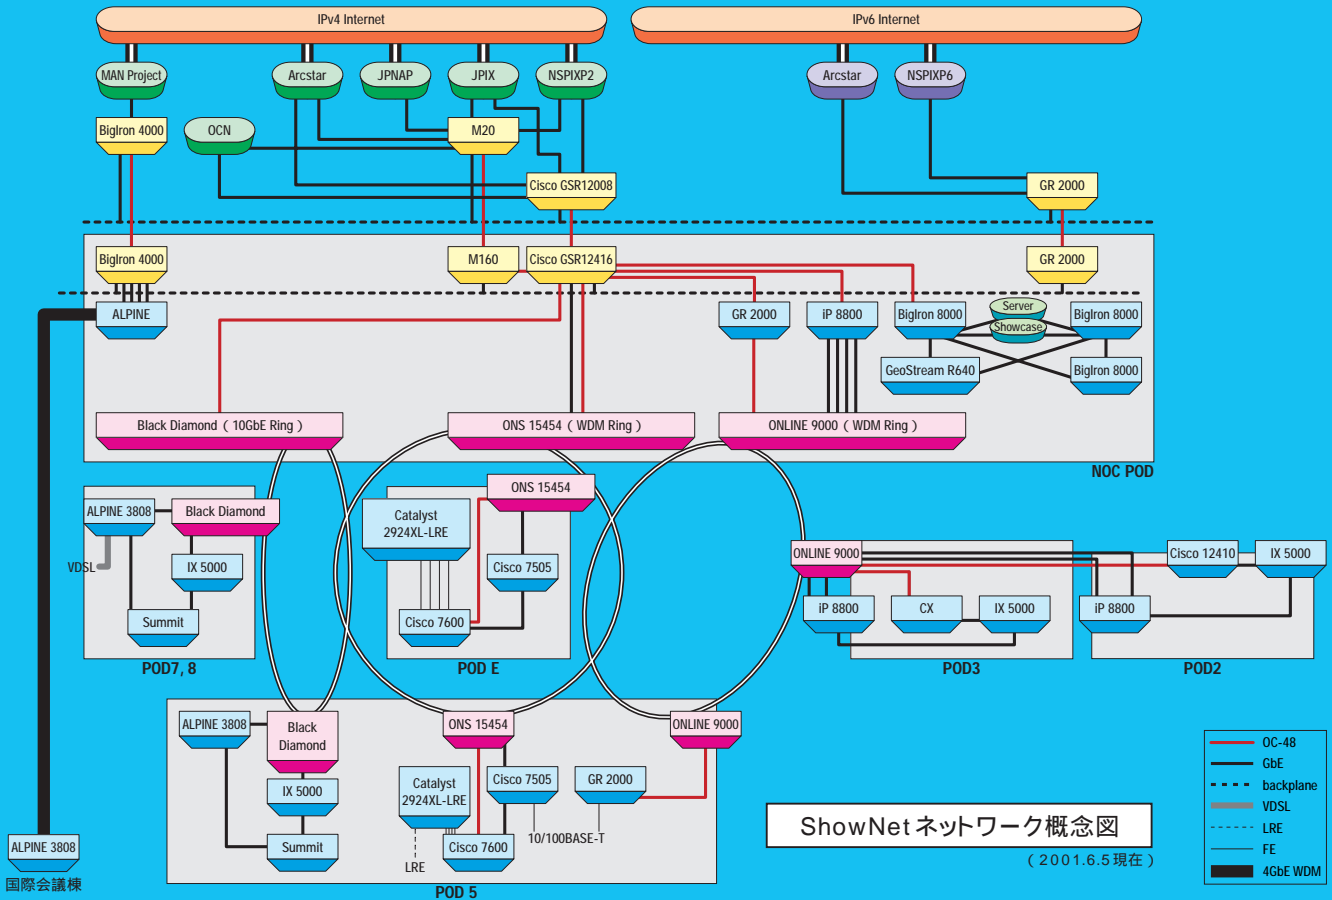 IPv4 Internet
IPv6 Internet
MAN Project
Arcstar
JPNAP
JPIX
NSPIXP2
Arcstar
NSPIXP6
BigIron 4000
OCN
M20
Cisco GSR12008
GR 2000
BigIron 4000
M160
Cisco GSR12416
GR 2000
ALPINE
GR 2000
iP 8800
BigIron 8000
Server
Showcase
BigIron 8000
GeoStream R640
BigIron 8000
Black Diamond ( 10GbE Ring )
ONS 15454 ( WDM Ring )
ONLINE 9000 ( WDM Ring )
NOC POD
ALPINE 3808
Black Diamond
VDSL
IX 5000
Summit
POD7, 8
ONS 15454
Catalyst
2924XL-LRE
Cisco 7505
Cisco 7600
POD E
ONLINE 9000
iP 8800
CX
IX 5000
POD3
Cisco 12410
IX 5000
iP 8800
POD2
ALPINE 3808
Black
Diamond
IX 5000
Summit
ONS 15454
Catalyst
2924XL-LRE
Cisco 7505
GR 2000
ONLINE 9000
10/100BASE-T
LRE
Cisco 7600
POD 5
ALPINE 3808
国際会議棟
ShowNet ネットワーク概念図
( 2001.6.5 現在 )
OC-48
GbE
backplane
VDSL
LRE
FE
4GbE WDM